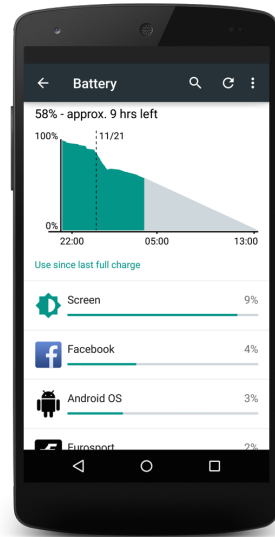 Battery
58% - approx. 9 hrs left
100%
11/21
0%
22:00 05:00 13:00
Use since last full charge
Screen 9%
Facebook 4%
Android OS 3%
Eurosport 2%